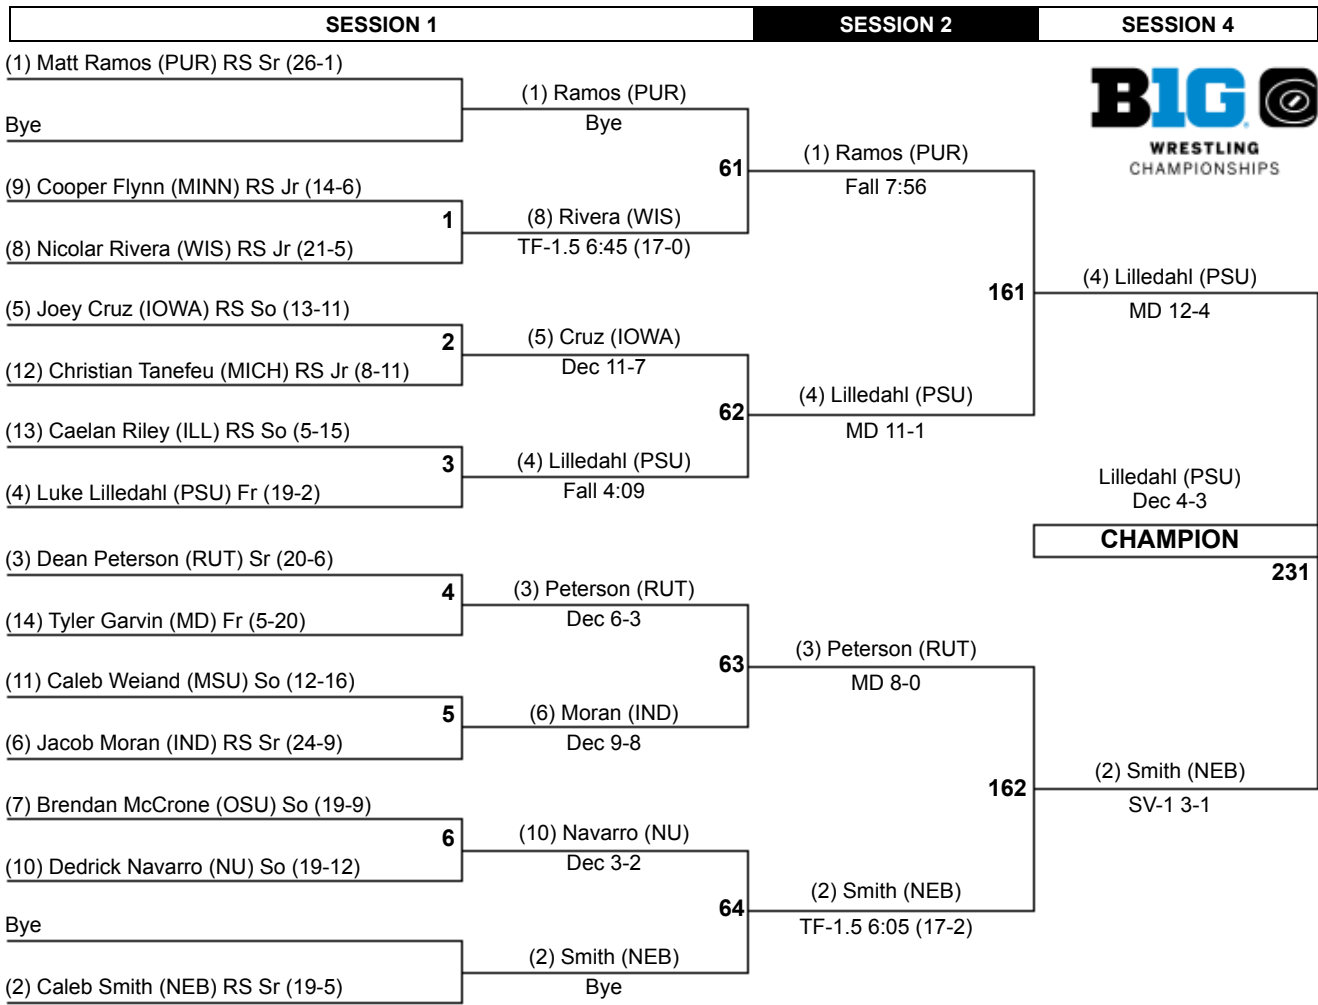 SESSION 1
SESSION 2
SESSION 4
B1G
WRESTLING
CHAMPIONSHIPS
(1) Matt Ramos (PUR) RS Sr (26-1)
Bye
(9) Cooper Flynn (MINN) RS Jr (14-6)
1
(8) Nicolar Rivera (WIS) RS Jr (21-5)
(5) Joey Cruz (IOWA) RS So (13-11)
2
(12) Christian Tanefeu (MICH) RS Jr (8-11)
(13) Caelan Riley (ILL) RS So (5-15)
3
(4) Luke Lilledahl (PSU) Fr (19-2)
(3) Dean Peterson (RUT) Sr (20-6)
4
(14) Tyler Garvin (MD) Fr (5-20)
(11) Caleb Weiand (MSU) So (12-16)
5
(6) Jacob Moran (IND) RS Sr (24-9)
(7) Brendan McCrone (OSU) So (19-9)
6
(10) Dedrick Navarro (NU) So (19-12)
Bye
(2) Caleb Smith (NEB) RS Sr (19-5)
(1) Ramos (PUR)
Bye
61
(8) Rivera (WIS)
TF-1.5 6:45 (17-0)
(5) Cruz (IOWA)
Dec 11-7
62
(4) Lilledahl (PSU)
Fall 4:09
(3) Peterson (RUT)
Dec 6-3
63
(6) Moran (IND)
Dec 9-8
(10) Navarro (NU)
Dec 3-2
64
(2) Smith (NEB)
Bye
(1) Ramos (PUR)
Fall 7:56
161
(4) Lilledahl (PSU)
MD 11-1
(3) Peterson (RUT)
MD 8-0
162
(2) Smith (NEB)
TF-1.5 6:05 (17-2)
(4) Lilledahl (PSU)
MD 12-4
Lilledahl (PSU)
Dec 4-3
CHAMPION
231
(2) Smith (NEB)
SV-1 3-1